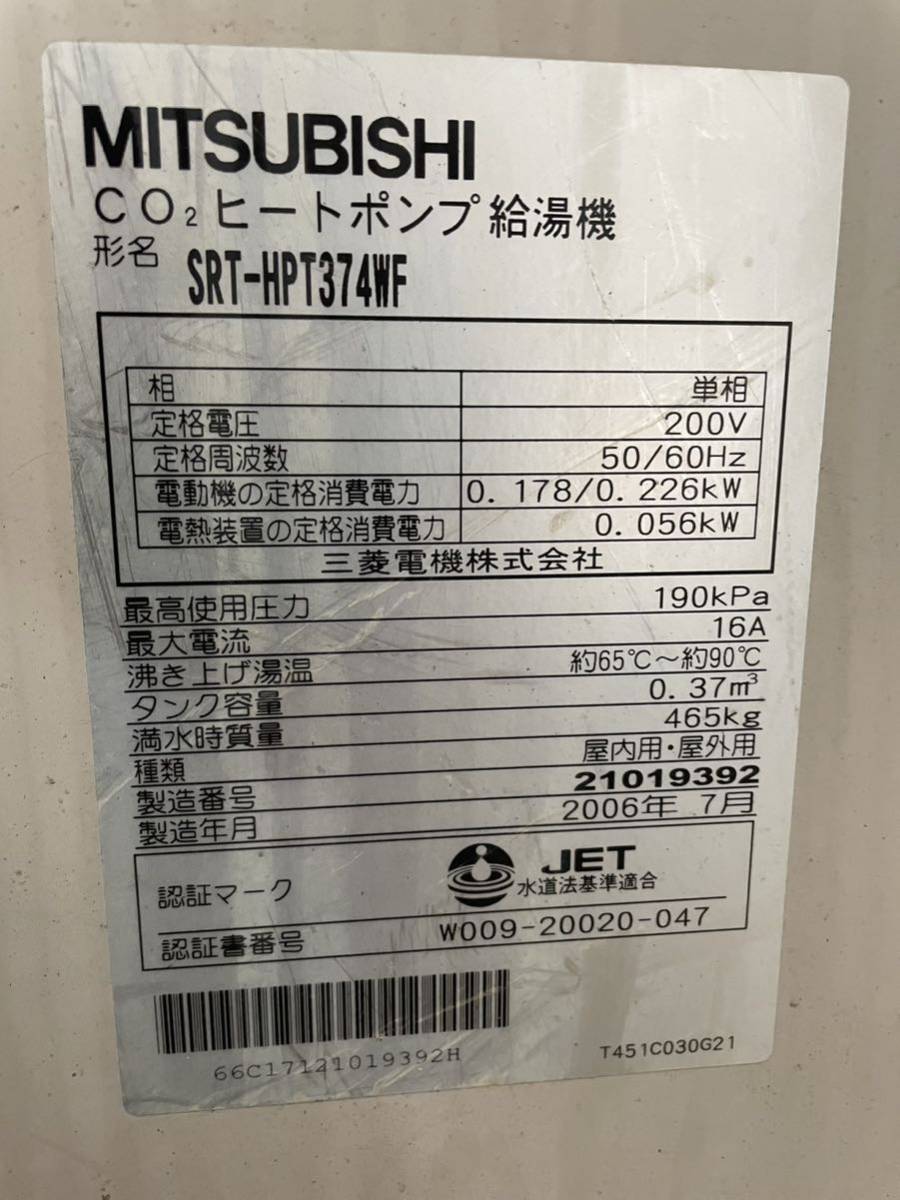 MITSUBISHI
CO₂ヒートポンプ給湯機
形名 SRT-HPT374WF
相 単相
定格電圧 200V
定格周波数 50/60Hz
電動機の定格消費電力 0.178/0.226kW
電熱装置の定格消費電力 0.056kW
三菱電機株式会社
最高使用圧力 190kPa
最大電流 16A
沸き上げ湯温 約65℃～約90℃
タンク容量 0.37m³
満水時質量 465kg
種類 屋内用・屋外用
製造番号 21019392
製造年月 2006年 7月
認証マーク JET
水道法基準適合
認証書番号 W009-20020-047
66C17121019392H
T451C030G21